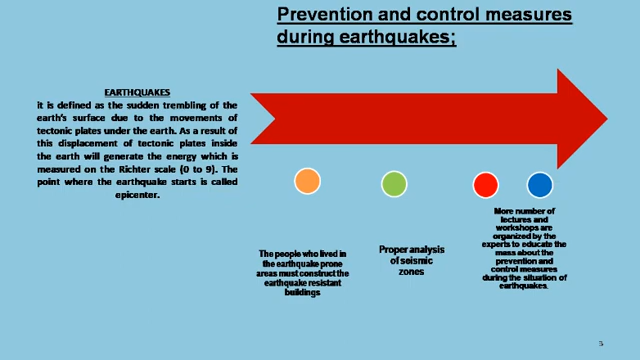 Prevention and control measures
during earthquakes;
EARTHQUAKES
it is defined as the sudden trembling of the
earth's surface due to the movements of
tectonic plates under the earth. As a result of
this displacement of tectonic plates inside
the earth will generate the energy which is
measured on the Richter scale (0 to 9). The
point where the earthquake starts is called
epicenter.
The people who lived in
the earthquake prone
areas must construct the
earthquake resistant
buildings
Proper analysis
of seismic
zones
More number of
lectures and
workshops are
organized by the
experts to educate the
mass about the
prevention and
control measures
during the situation of
earthquakes.
5